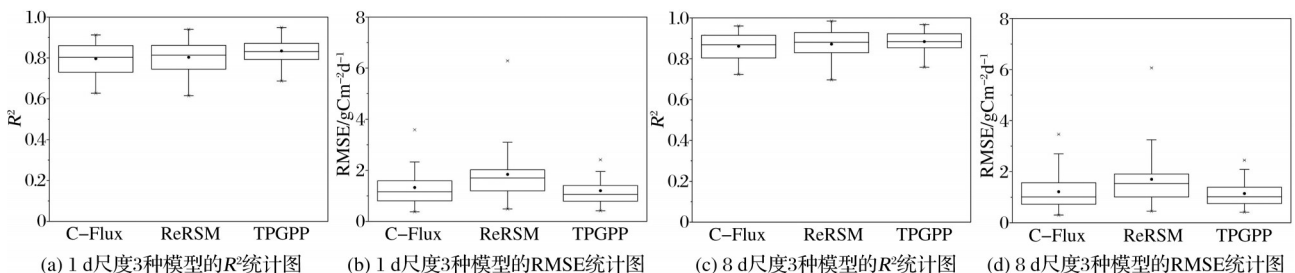 1.0
0.8
0.6
0.4
0.2
0
R²
C–Flux ReRSM TPGPP
(a) 1 d尺度3种模型的R²统计图
8
6
4
2
0
RMSE/gCm⁻²d⁻¹
C–Flux ReRSM TPGPP
(b) 1 d尺度3种模型的RMSE统计图
1.0
0.8
0.6
0.4
0.2
0
R²
C–Flux ReRSM TPGPP
(c) 8 d尺度3种模型的R²统计图
8
6
4
2
0
RMSE/gCm⁻²d⁻¹
C–Flux ReRSM TPGPP
(d) 8 d尺度3种模型的RMSE统计图